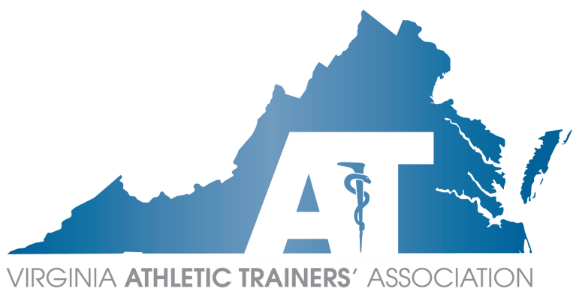 AT
VIRGINIA ATHLETIC TRAINERS' ASSOCIATION